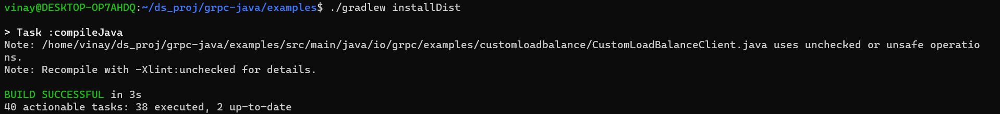 vinay@DESKTOP-OP7AHDQ:~/ds_proj/grpc-java/examples$ ./gradlew installDist
> Task :compileJava
Note: /home/vinay/ds_proj/grpc-java/examples/src/main/java/io/grpc/examples/customloadbalance/CustomLoadBalanceClient.java uses unchecked or unsafe operatio
ns.
Note: Recompile with -Xlint:unchecked for details.
BUILD SUCCESSFUL in 3s
40 actionable tasks: 38 executed, 2 up-to-date